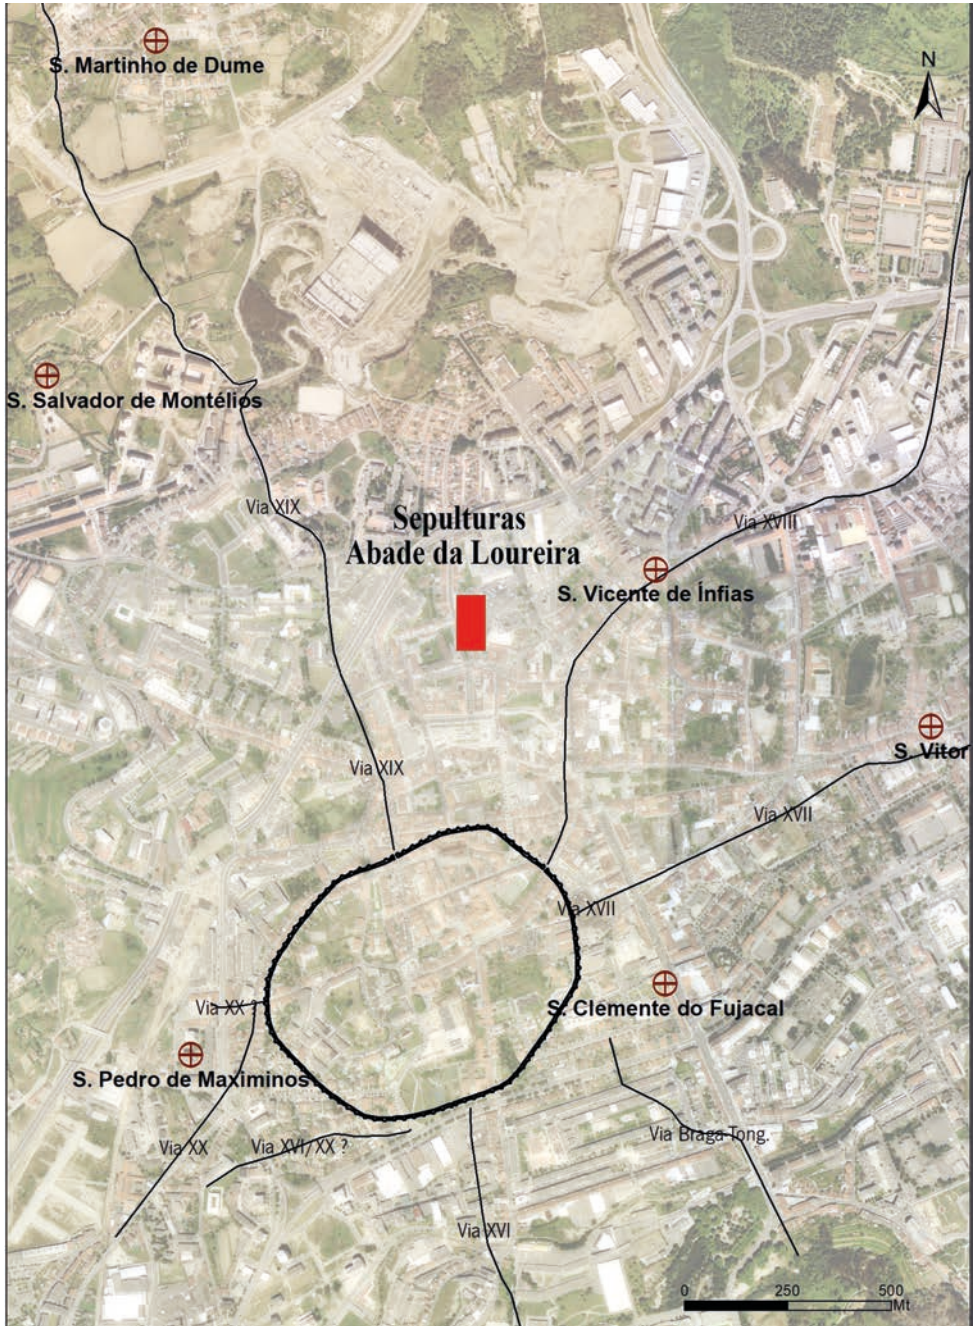 S. Martinho de Dume
N
S. Salvador de Montélios
Via XIX
Sepulturas
Abade da Loureira
Via XVIII
S. Vicente de Ínfias
S. Vitor
Via XIX
Via XVII
Via XVII
Via XX ?
S. Clemente do Fujacal
S. Pedro de Maximinos
Via XX
Via XVI/XX ?
Via Braga-Tong.
Via XVI
0 250 500
Mt